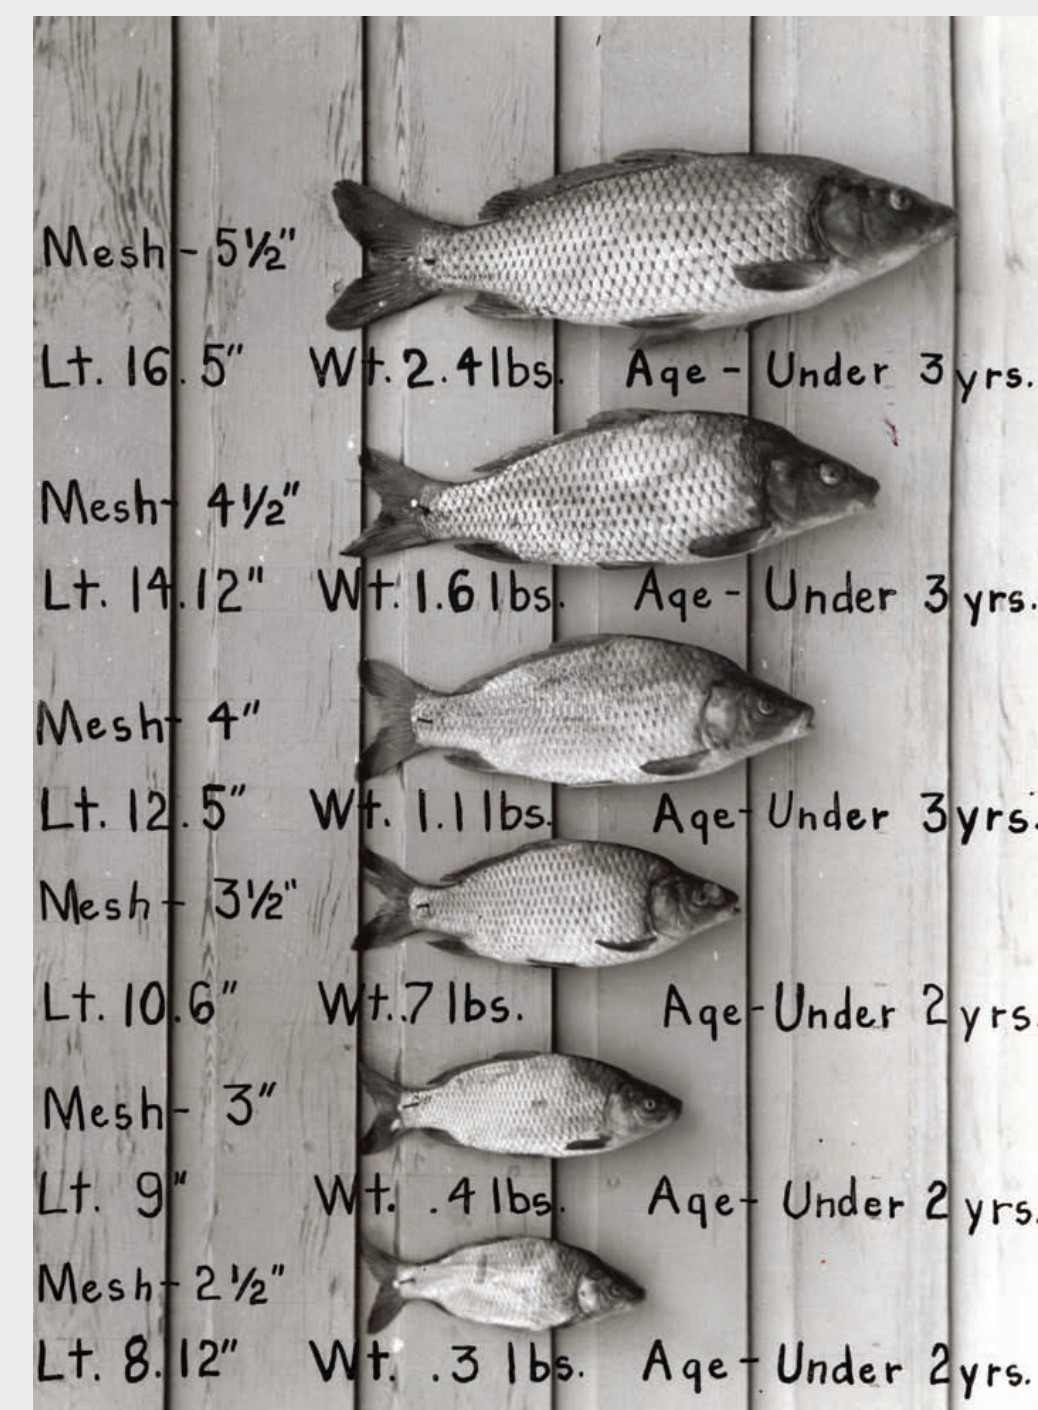 Mesh - 5½"
Lt. 16.5" Wt. 2.4 lbs. Age - Under 3 yrs.
Mesh - 4½"
Lt. 14.12" Wt. 1.6 lbs. Age - Under 3 yrs.
Mesh - 4"
Lt. 12.5" Wt. 1.1 lbs. Age - Under 3 yrs.
Mesh - 3½"
Lt. 10.6" Wt. .7 lbs. Age - Under 2 yrs.
Mesh - 3"
Lt. 9" Wt. .4 lbs. Age - Under 2 yrs.
Mesh - 2½"
Lt. 8.12" Wt. .3 lbs. Age - Under 2 yrs.